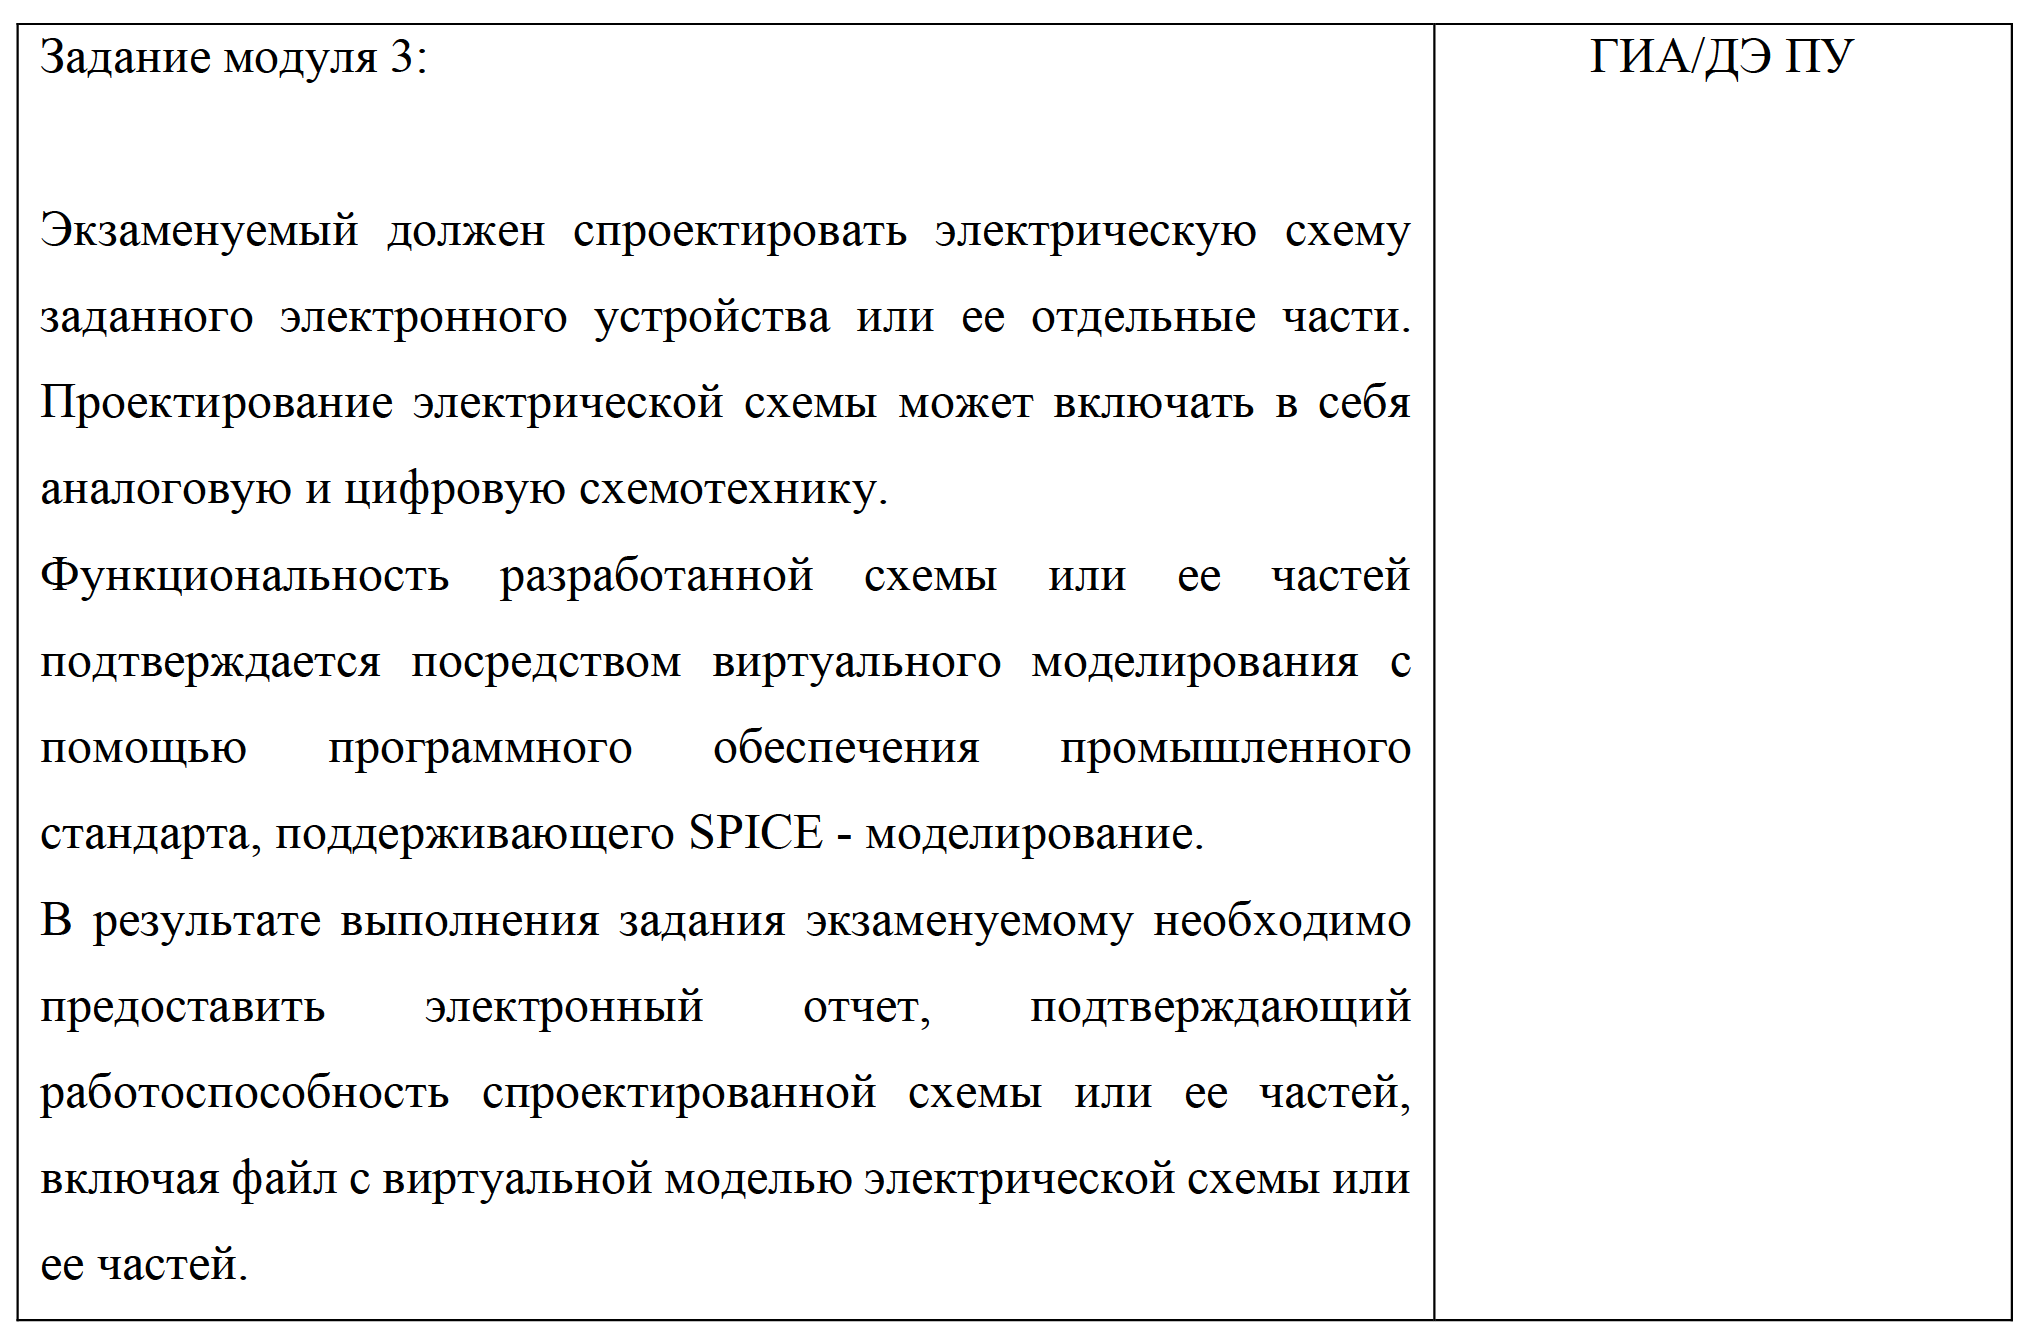 Задание модуля 3:
ГИА/ДЭ ПУ
Экзаменуемый должен спроектировать электрическую схему
заданного электронного устройства или ее отдельные части.
Проектирование электрической схемы может включать в себя
аналоговую и цифровую схемотехнику.
Функциональность разработанной схемы или ее частей
подтверждается посредством виртуального моделирования с
помощью программного обеспечения промышленного
стандарта, поддерживающего SPICE - моделирование.
В результате выполнения задания экзаменуемому необходимо
предоставить электронный отчет, подтверждающий
работоспособность спроектированной схемы или ее частей,
включая файл с виртуальной моделью электрической схемы или
ее частей.